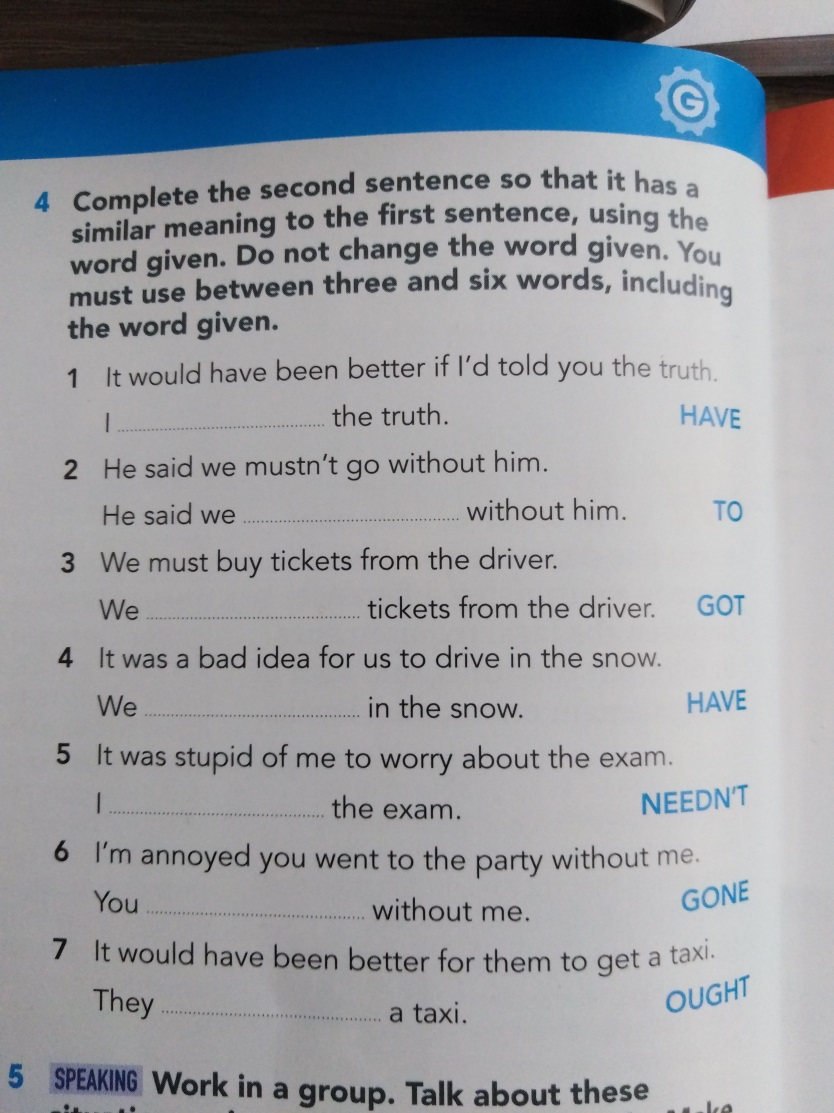 G
4 Complete the second sentence so that it has a
similar meaning to the first sentence, using the
word given. Do not change the word given. You
must use between three and six words, including
the word given.
1 It would have been better if I'd told you the truth.
I ........................ the truth. HAVE
2 He said we mustn't go without him.
He said we ........................ without him. TO
3 We must buy tickets from the driver.
We ........................ tickets from the driver. GOT
4 It was a bad idea for us to drive in the snow.
We ........................ in the snow. HAVE
5 It was stupid of me to worry about the exam.
I ........................ the exam. NEEDN'T
6 I'm annoyed you went to the party without me.
You ........................ without me. GONE
7 It would have been better for them to get a taxi.
They ........................ a taxi. OUGHT
5 SPEAKING Work in a group. Talk about these